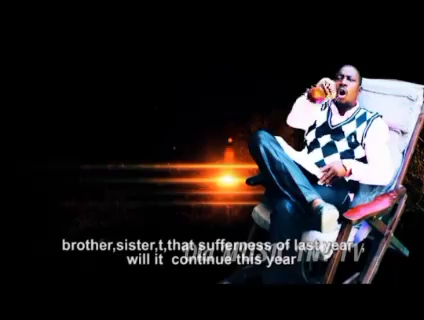 brother,sister,t,that sufferness of last year
will it continue this year